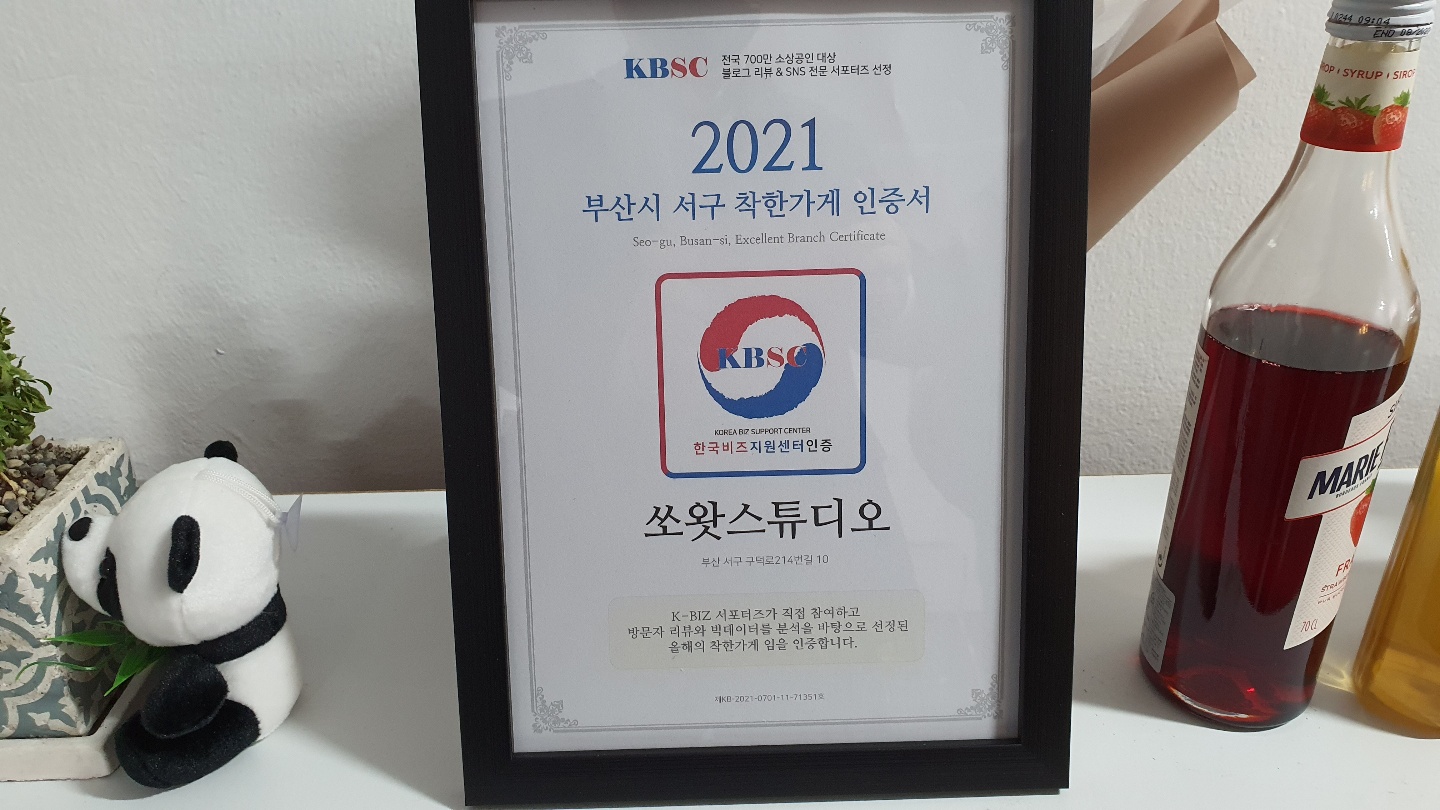 KBSC
전국 700만 소상공인 대상
블로그 리뷰 & SNS 전문 서포터즈 선정
2021
부산시 서구 착한가게 인증서
Seo-gu, Busan-si, Excellent Branch Certificate
KBSC
KOREA BIZ SUPPORT CENTER
한국비즈지원센터인증
쏘왓스튜디오
부산 서구 구덕로214번길 10
K-BIZ 서포터즈가 직접 참여하고
방문자 리뷰와 빅데이터를 분석을 바탕으로 선정된
올해의 착한가게 임을 인증합니다.
제KB-2021-0701-11-71351호
0244 09:04
END
SYRUP
MARIE
70 CL